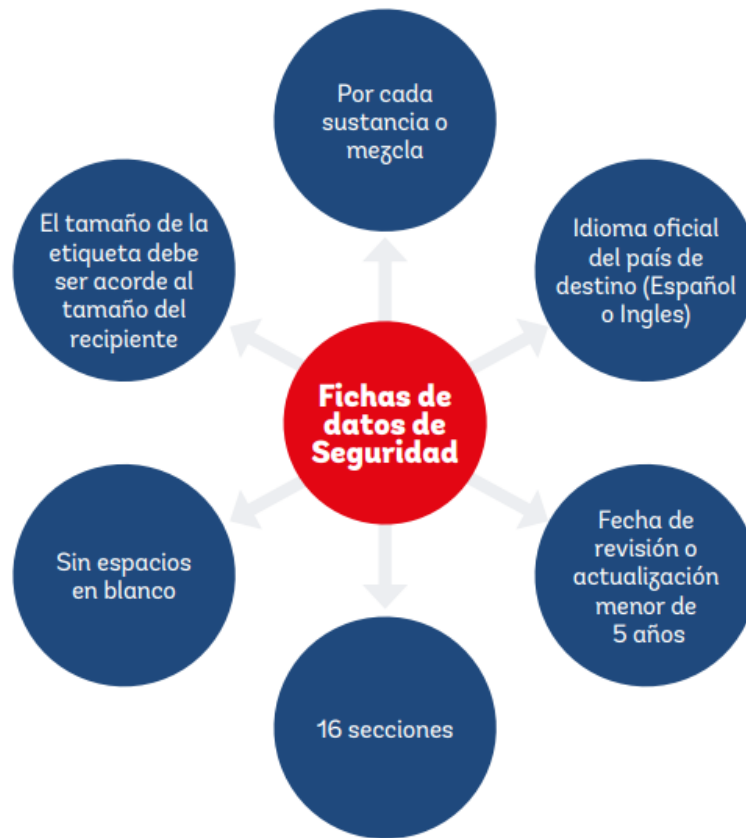 Por cada
sustancia o
mezcla
El tamaño de la
etiqueta debe
ser acorde al
tamaño del
recipiente
Idioma oficial
del país de
destino (Español
o Ingles)
Fichas de
datos de
Seguridad
Sin espacios
en blanco
Fecha de
revisión o
actualización
menor de
5 años
16 secciones